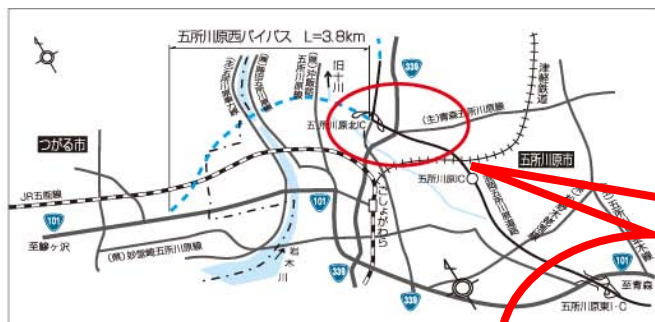 五所川原西バイパス L=3.8km
旧十川
339
津軽鉄道
五所川原北IC
(主)青森五所川原線
つがる市
五所川原市
JR五能線
五所川原IC
ごしょがわら
101
101
至鰺ヶ沢
(県)妙堂崎五所川原線
岩木川
339
339
101
至青森
五所川原東I・C